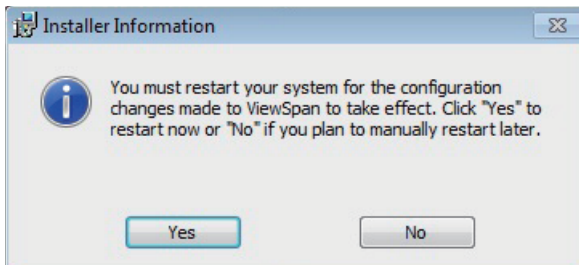 Installer Information
You must restart your system for the configuration
changes made to ViewSpan to take effect. Click "Yes" to
restart now or "No" if you plan to manually restart later.
Yes
No